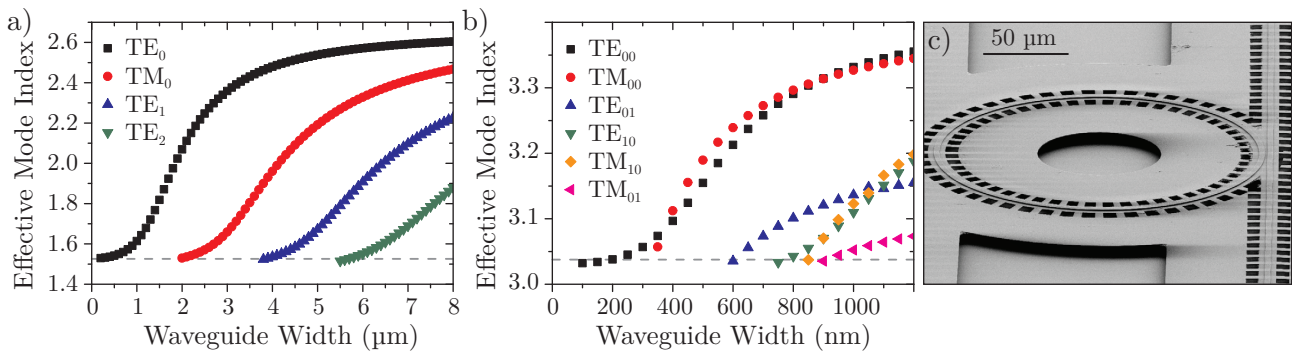 a)
Effective Mode Index
2.6
2.4
2.2
2.0
1.8
1.6
1.4
TE₀
TM₀
TE₁
TE₂
0 1 2 3 4 5 6 7 8
Waveguide Width (µm)
b)
Effective Mode Index
3.3
3.2
3.1
3.0
TE₀₀
TM₀₀
TE₀₁
TE₁₀
TM₁₀
TM₀₁
0 200 400 600 800 1000
Waveguide Width (nm)
c)
50 µm